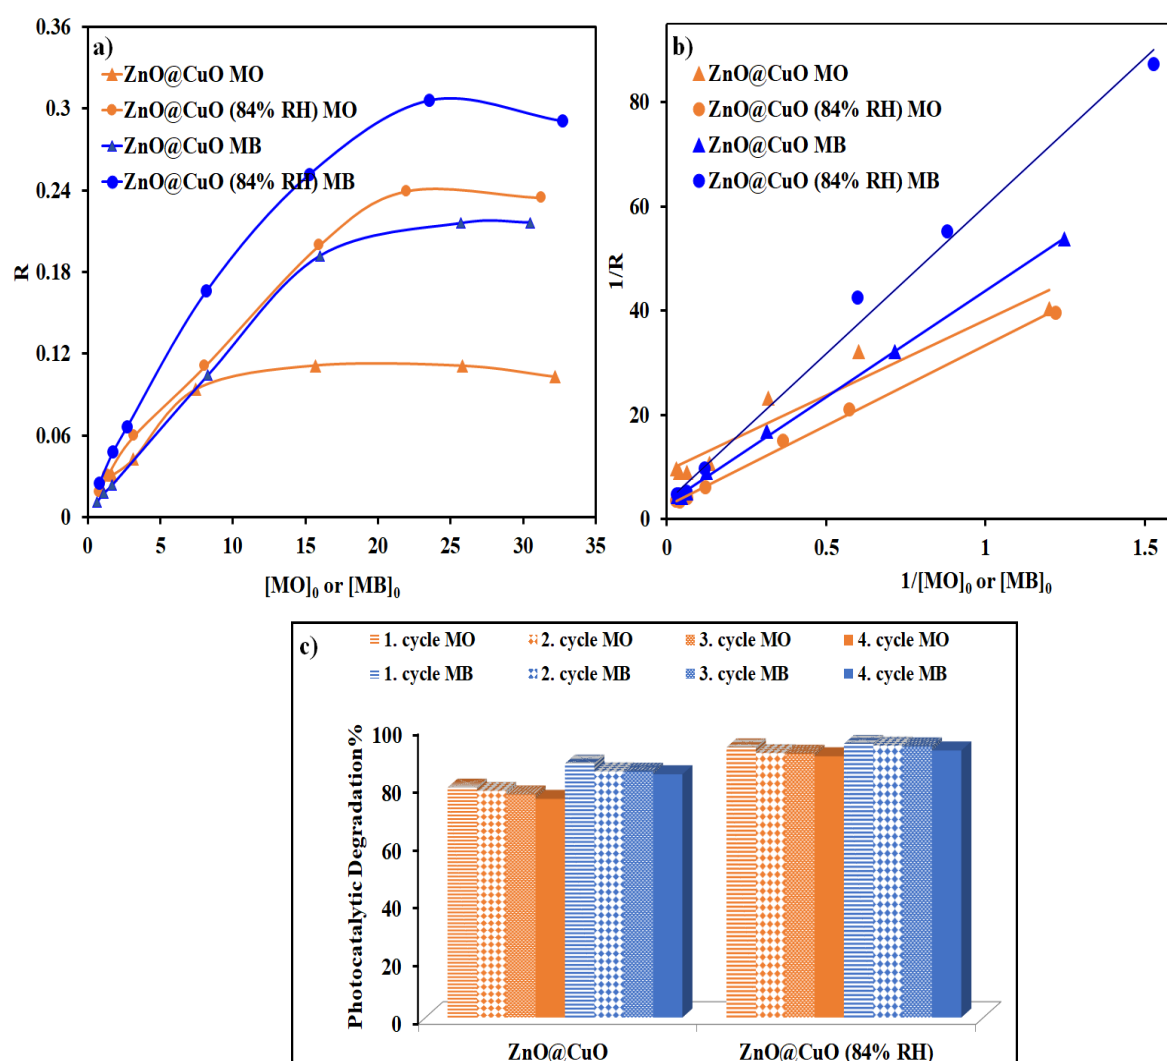 a)
ZnO@CuO MO
ZnO@CuO (84% RH) MO
ZnO@CuO MB
ZnO@CuO (84% RH) MB
0.36
0.3
0.24
0.18
0.12
0.06
0
R
0 5 10 15 20 25 30 35
[MO]₀ or [MB]₀
b)
ZnO@CuO MO
ZnO@CuO (84% RH) MO
ZnO@CuO MB
ZnO@CuO (84% RH) MB
80
60
40
20
0
1/R
0 0.5 1 1.5
1/[MO]₀ or [MB]₀
c)
1. cycle MO 2. cycle MO 3. cycle MO 4. cycle MO
1. cycle MB 2. cycle MB 3. cycle MB 4. cycle MB
Photocatalytic Degradation%
100
80
60
40
20
0
ZnO@CuO ZnO@CuO (84% RH)